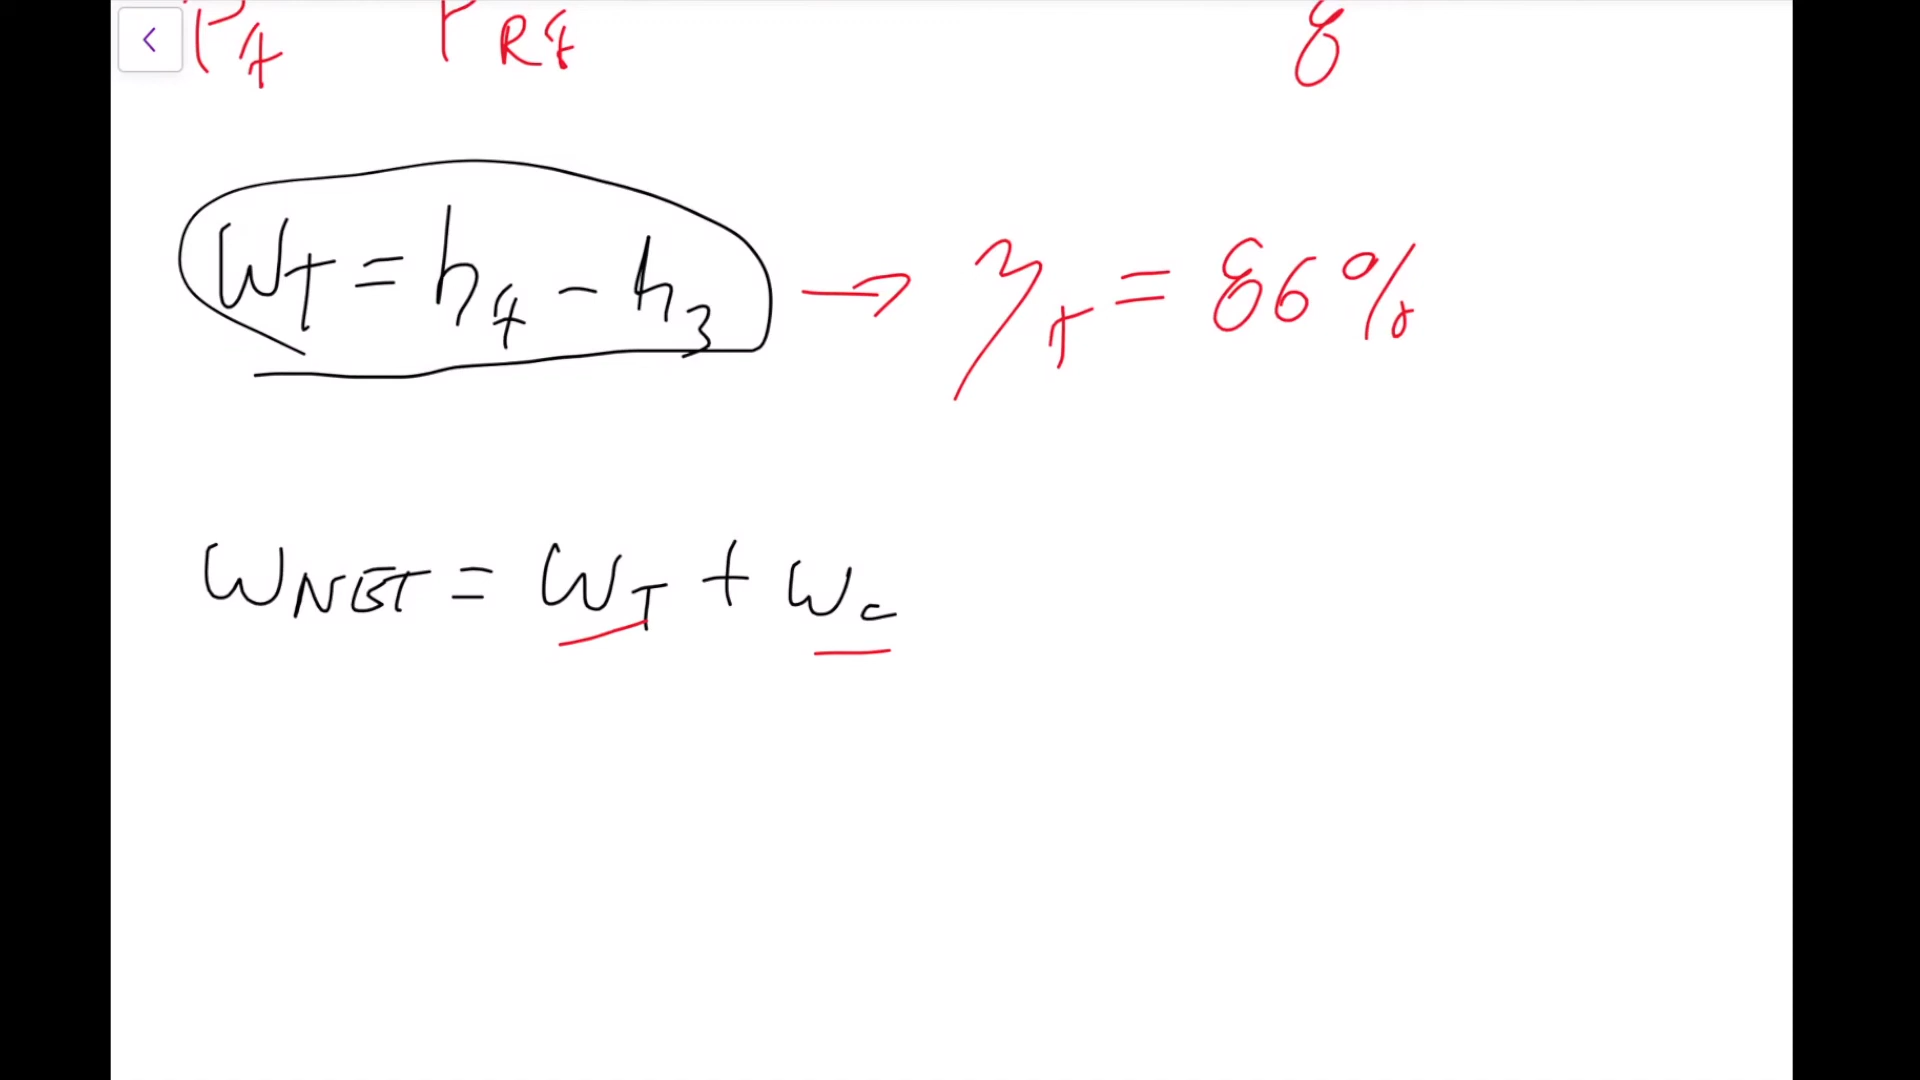 P4 PR4 8
WT = h4 - h3 → ηT = 86%
WNET = WT + WC